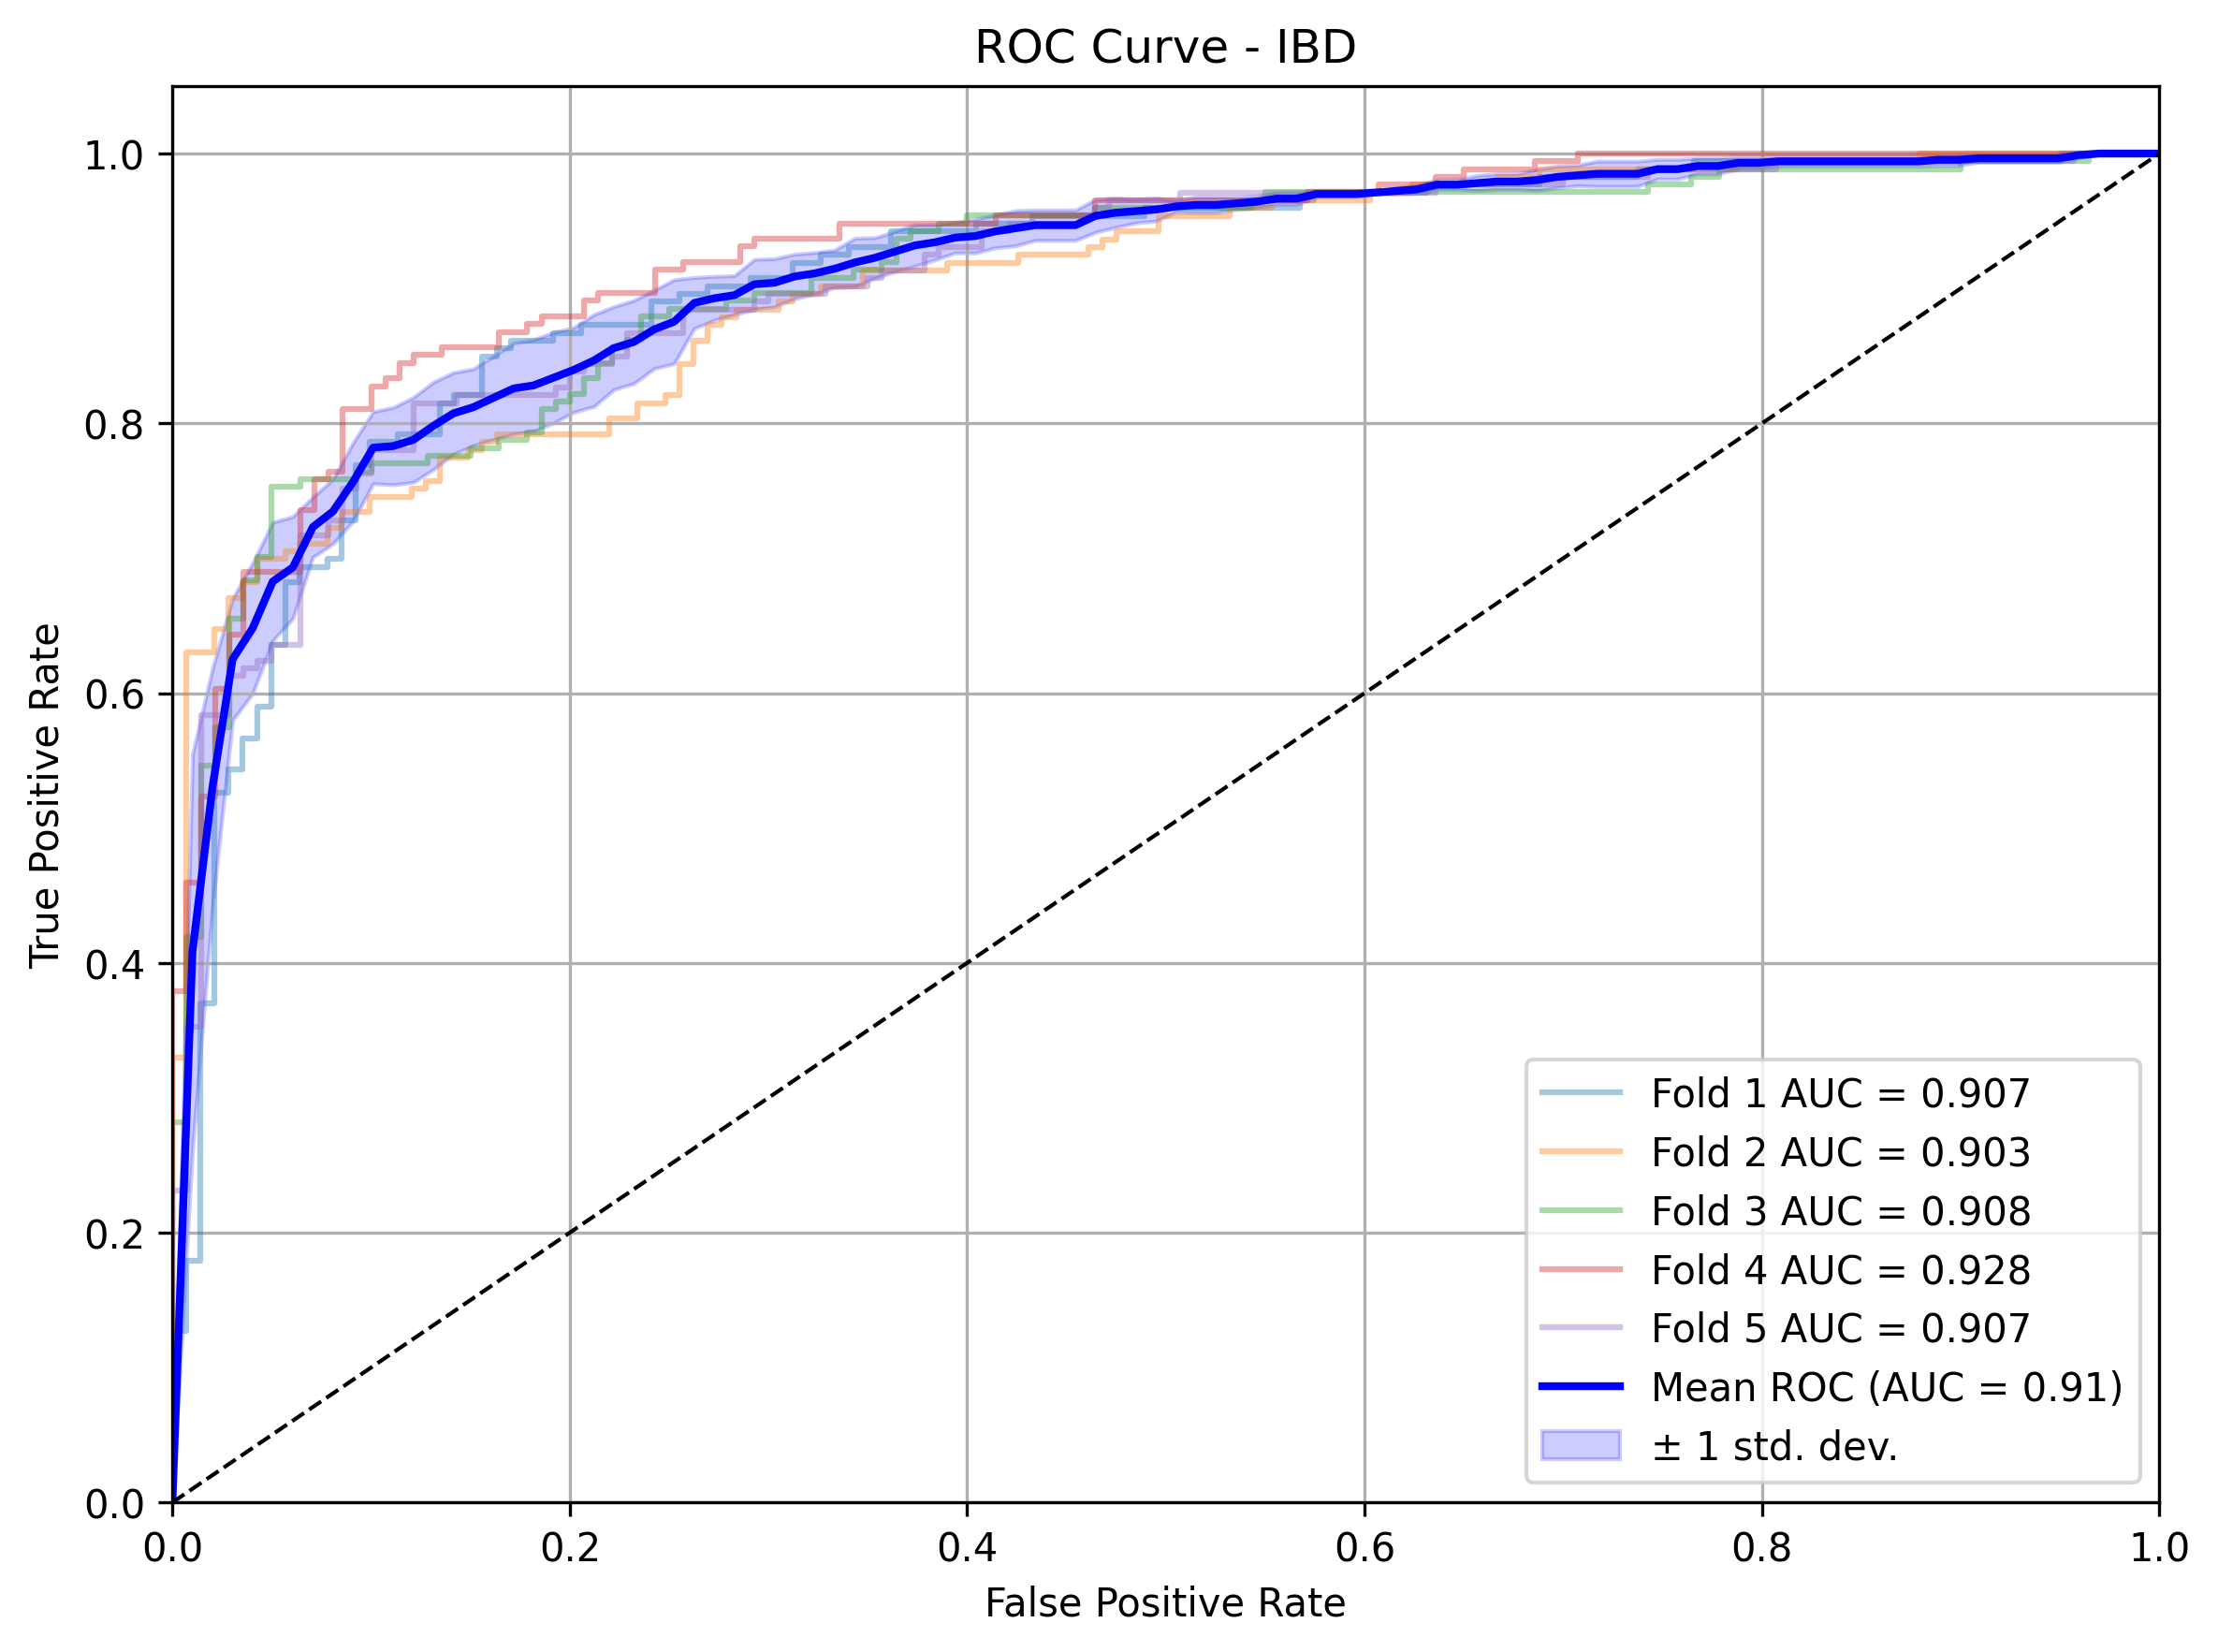 ROC Curve - IBD
True Positive Rate
1.0
0.8
0.6
0.4
0.2
0.0
0.0 0.2 0.4 0.6 0.8 1.0
False Positive Rate
Fold 1 AUC = 0.907
Fold 2 AUC = 0.903
Fold 3 AUC = 0.908
Fold 4 AUC = 0.928
Fold 5 AUC = 0.907
Mean ROC (AUC = 0.91)
± 1 std. dev.